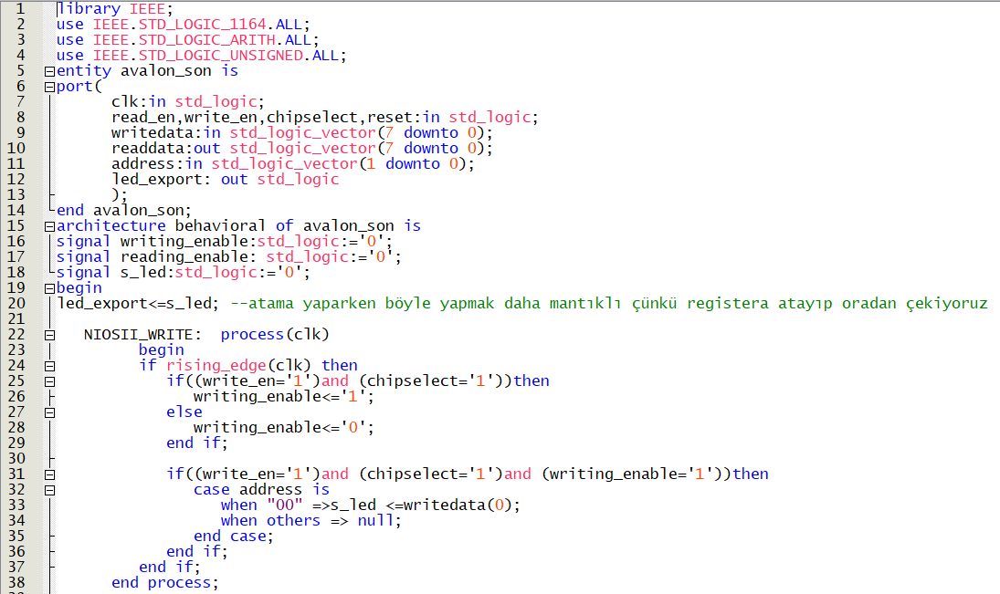 1 library IEEE;
2 use IEEE.STD_LOGIC_1164.ALL;
3 use IEEE.STD_LOGIC_ARITH.ALL;
4 use IEEE.STD_LOGIC_UNSIGNED.ALL;
5 entity avalon_son is
6 port(
7 clk:in std_logic;
8 read_en,write_en,chipselect,reset:in std_logic;
9 writedata:in std_logic_vector(7 downto 0);
10 readdata:out std_logic_vector(7 downto 0);
11 address:in std_logic_vector(1 downto 0);
12 led_export: out std_logic
13 );
14 end avalon_son;
15 architecture behavioral of avalon_son is
16 signal writing_enable:std_logic:='0';
17 signal reading_enable: std_logic:='0';
18 signal s_led:std_logic:='0';
19 begin
20 led_export<=s_led; --atama yaparken böyle yapmak daha mantıklı çünkü registera atayıp oradan çekiyoruz
21
22 NIOSII_WRITE: process(clk)
23 begin
24 if rising_edge(clk) then
25 if((write_en='1')and (chipselect='1'))then
26 writing_enable<='1';
27 else
28 writing_enable<='0';
29 end if;
30
31 if((write_en='1')and (chipselect='1')and (writing_enable='1'))then
32 case address is
33 when "00" =>s_led <=writedata(0);
34 when others => null;
35 end case;
36 end if;
37 end if;
38 end process;